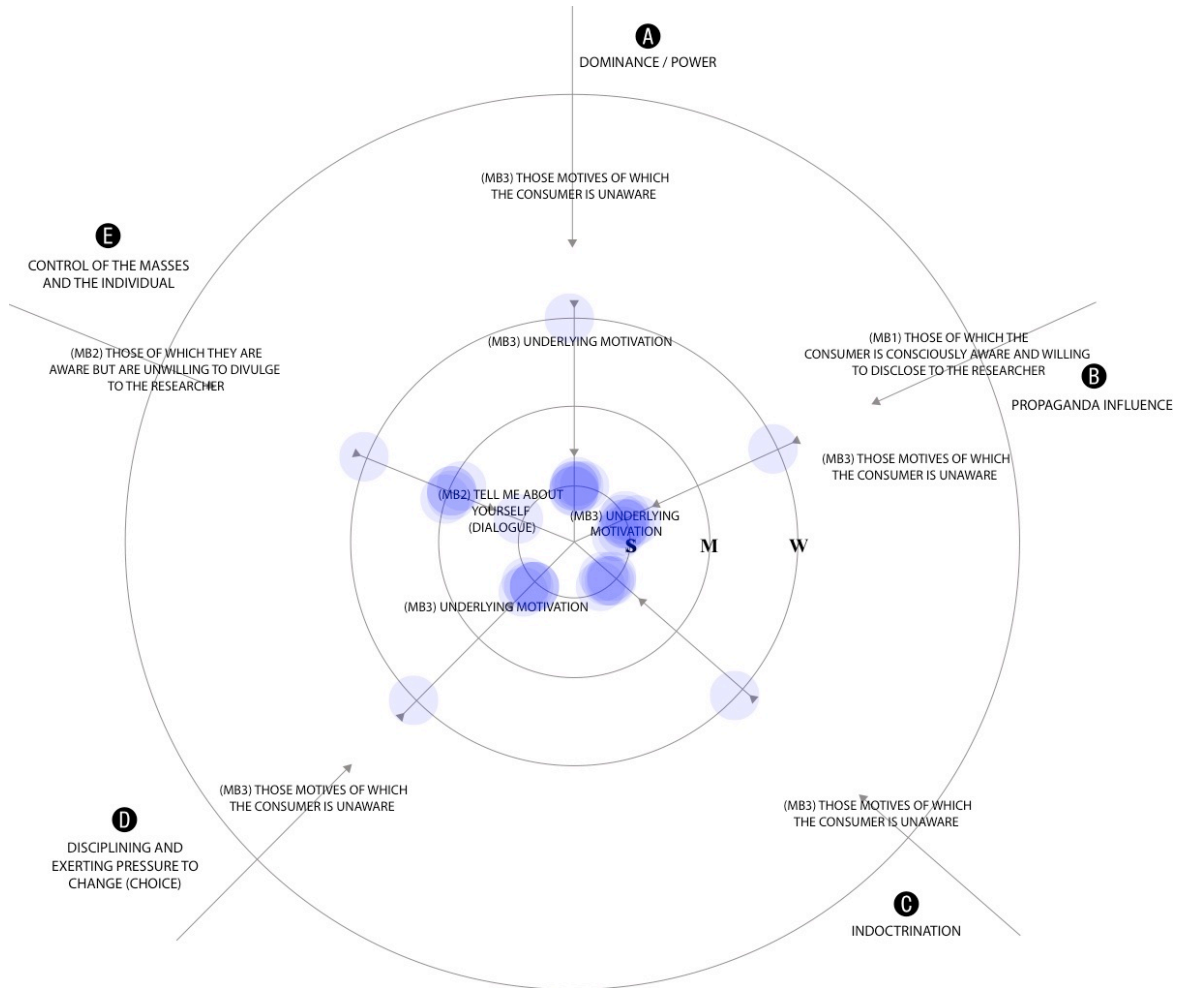 A
DOMINANCE / POWER
(MB3) THOSE MOTIVES OF WHICH
THE CONSUMER IS UNAWARE
E
CONTROL OF THE MASSES
AND THE INDIVIDUAL
(MB2) THOSE OF WHICH THEY ARE
AWARE BUT ARE UNWILLING TO DIVULGE
TO THE RESEARCHER
(MB3) UNDERLYING MOTIVATION
(MB1) THOSE OF WHICH THE
CONSUMER IS CONSCIOUSLY AWARE AND WILLING
TO DISCLOSE TO THE RESEARCHER
B
PROPAGANDA INFLUENCE
(MB3) THOSE MOTIVES OF WHICH
THE CONSUMER IS UNAWARE
(MB2) TELL ME ABOUT
YOURSELF
(DIALOGUE)
(MB3) UNDERLYING
MOTIVATION
S
M
W
(MB3) UNDERLYING MOTIVATION
(MB3) THOSE MOTIVES OF WHICH
THE CONSUMER IS UNAWARE
D
DISCIPLINING AND
EXERTING PRESSURE TO
CHANGE (CHOICE)
(MB3) THOSE MOTIVES OF WHICH
THE CONSUMER IS UNAWARE
C
INDOCTRINATION